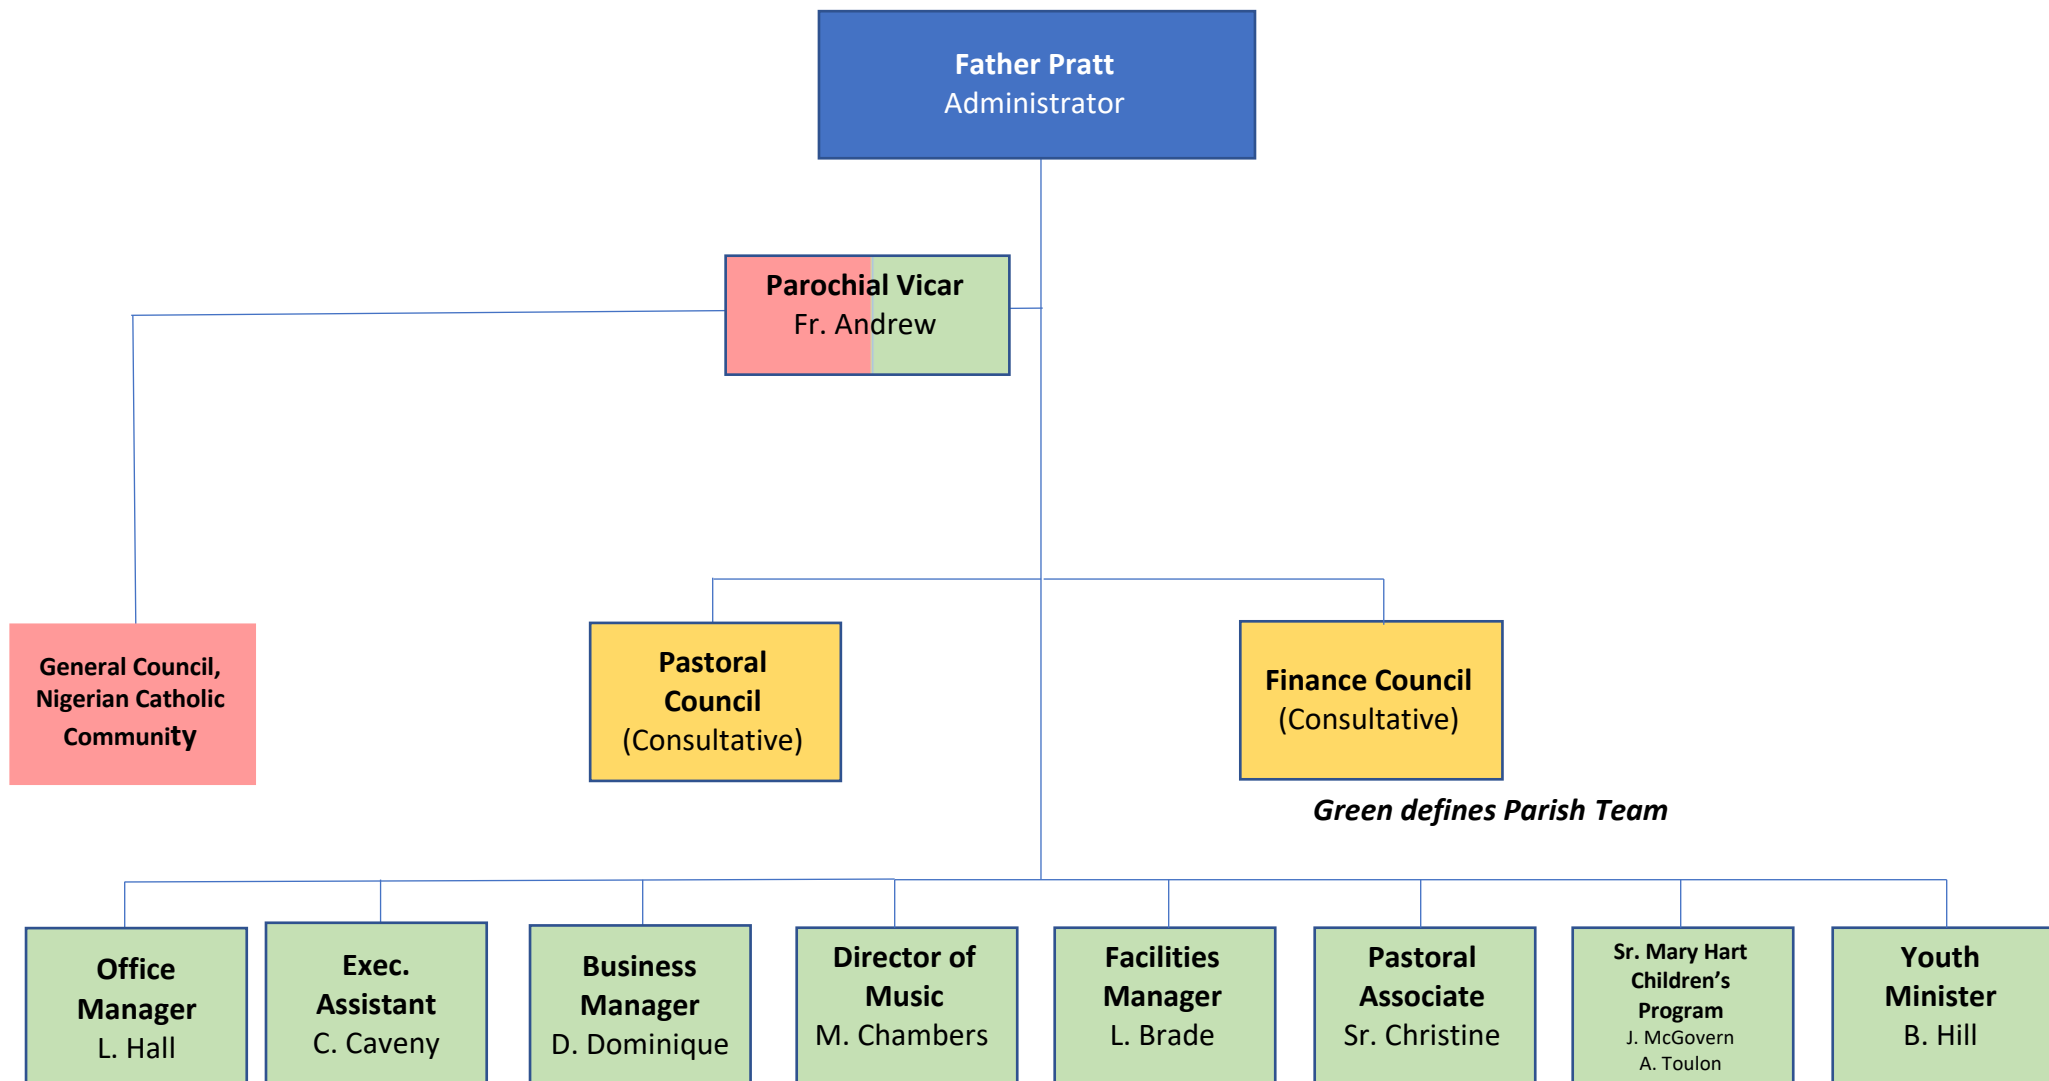 Father Pratt
Administrator
Parochial Vicar
Fr. Andrew
General Council,
Nigerian Catholic
Community
Pastoral
Council
(Consultative)
Finance Council
(Consultative)
Green defines Parish Team
Office
Manager
L. Hall
Exec.
Assistant
C. Caveny
Business
Manager
D. Dominique
Director of
Music
M. Chambers
Facilities
Manager
L. Brade
Pastoral
Associate
Sr. Christine
Sr. Mary Hart
Children’s
Program
J. McGovern
A. Toulon
Youth
Minister
B. Hill